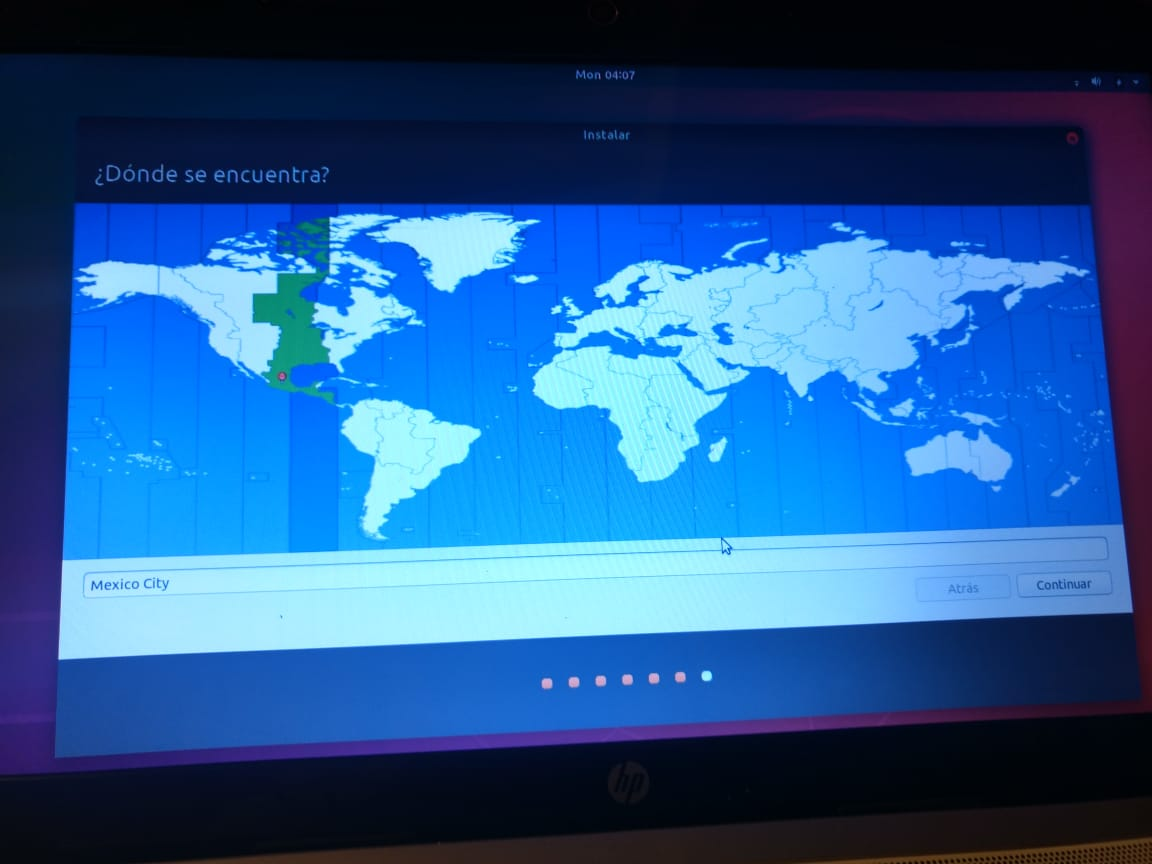 Mon 04:07
Instalar
¿Dónde se encuentra?
Mexico City
Atrás
Continuar
hp